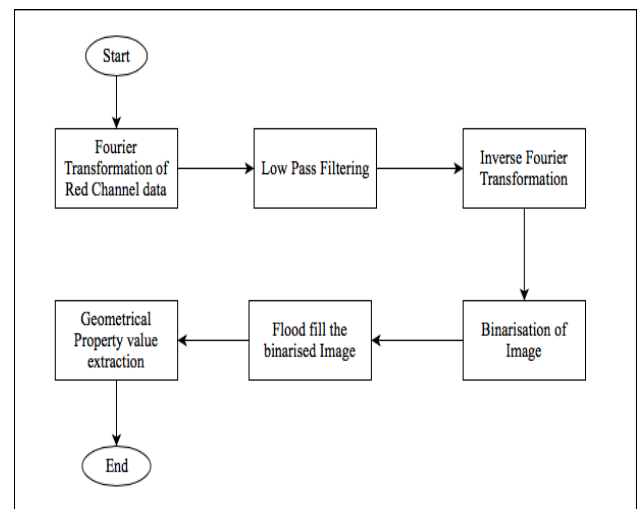 Start
Fourier
Transformation of
Red Channel data
Low Pass Filtering
Inverse Fourier
Transformation
Binarisation of
Image
Flood fill the
binarised Image
Geometrical
Property value
extraction
End